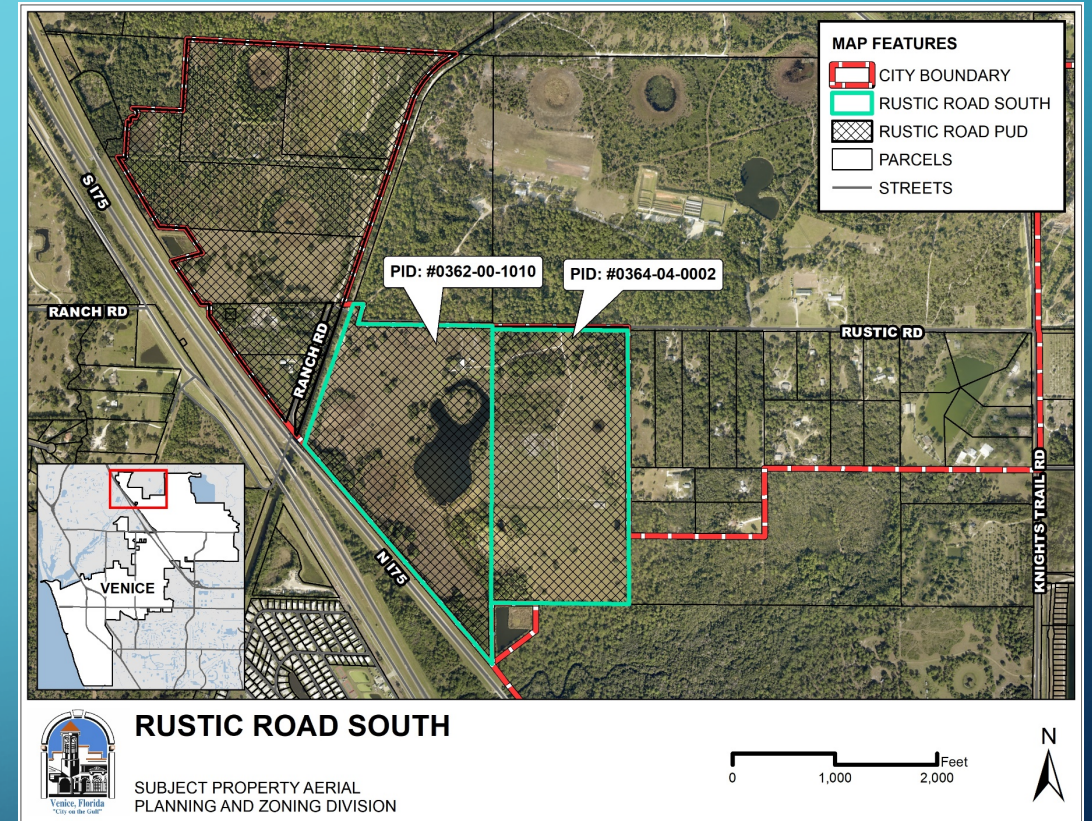 MAP FEATURES
CITY BOUNDARY
RUSTIC ROAD SOUTH
RUSTIC ROAD PUD
PARCELS
STREETS
S I75
PID: #0362-00-1010
PID: #0364-04-0002
RANCH RD
RUSTIC RD
RANCH RD
KNIGHTS TRAIL RD
N I75
VENICE
RUSTIC ROAD SOUTH
SUBJECT PROPERTY AERIAL
PLANNING AND ZONING DIVISION
Venice, Florida
"City on the Gulf"
Feet
0 1,000 2,000
N